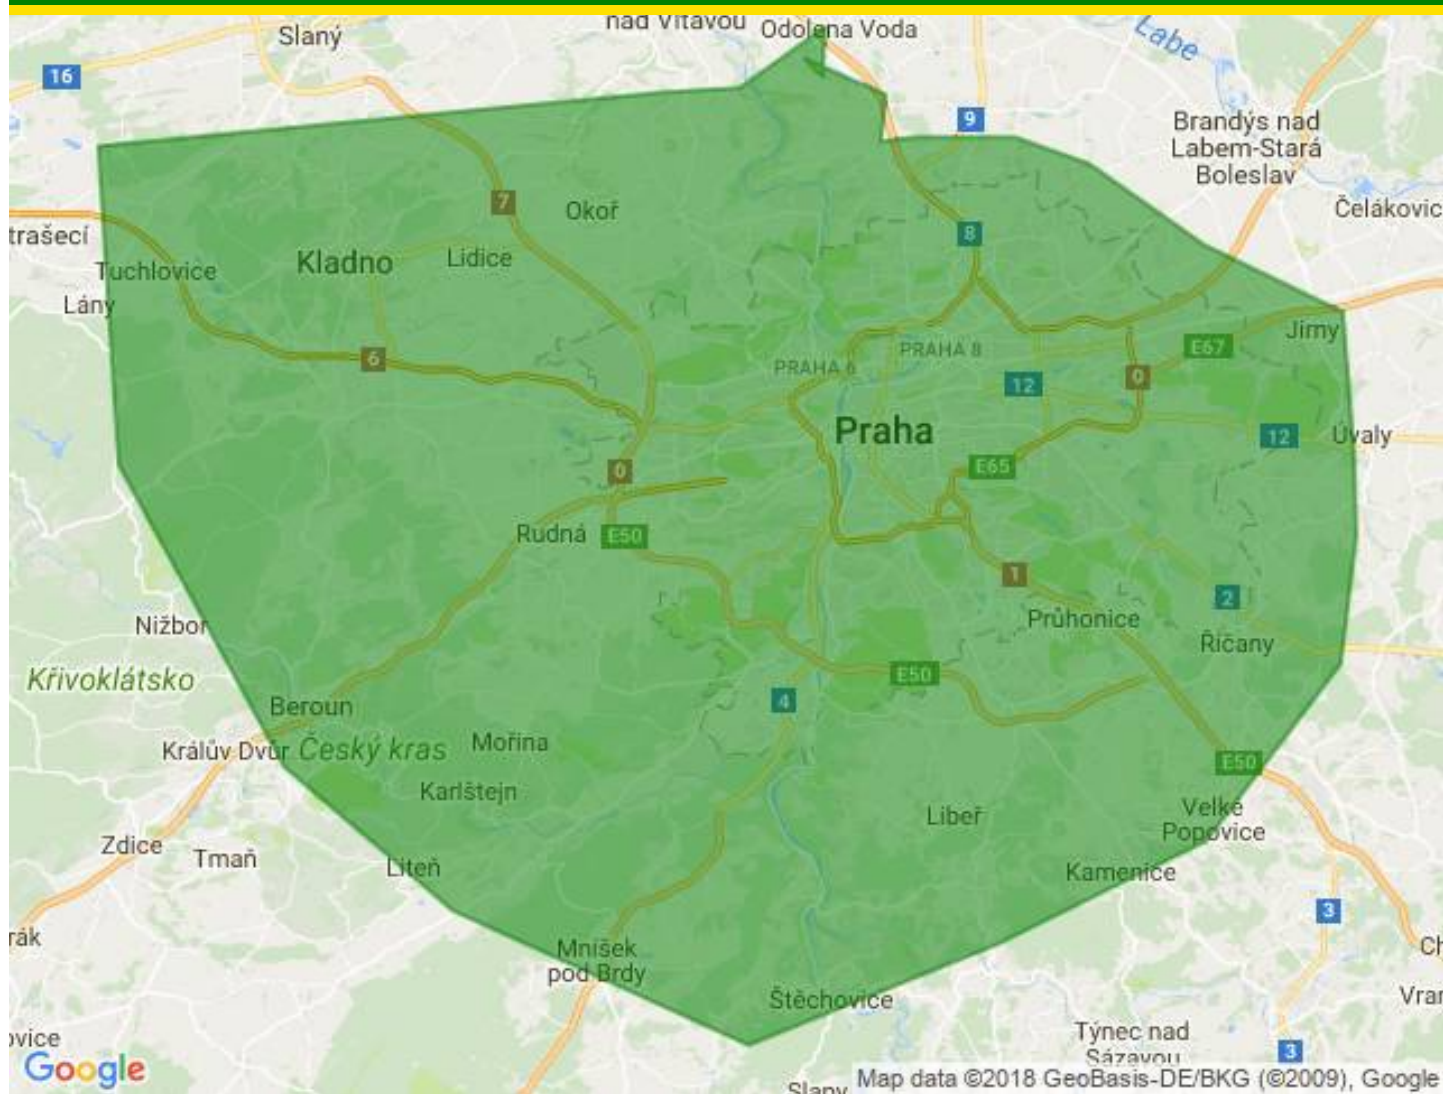 nad Vltavou
Odolena Voda
Slaný
Labe
16
9
Brandýs nad
Labem-Stará
Boleslav
7
Okoř
Čelákovic
trašecí
8
Kladno
Lidice
Tuchlovice
Lány
Jirny
E67
PRAHA 8
6
PRAHA 6
0
12
Praha
12
Úvaly
E65
0
Rudná
E50
1
2
Průhonice
Nižbor
Říčany
Křivoklátsko
E50
4
Beroun
Mořina
Králův Dvůr
Český kras
E50
Karlštejn
Velké
Popovice
Libeř
Zdice
Tmaň
Liteň
Kamenice
3
rák
Mníšek
pod Brdy
Ch
Štěchovice
Vran
Týnec nad
Sázavou
ovice
3
Google
Slapy
Map data ©2018 GeoBasis-DE/BKG (©2009), Google